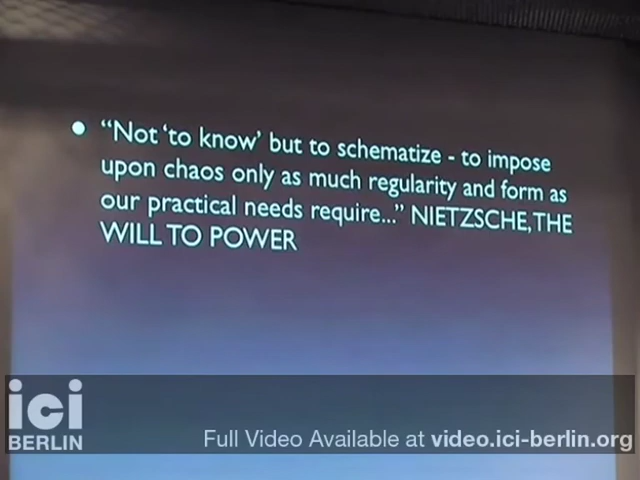 • “Not ‘to know’ but to schematize - to impose
upon chaos only as much regularity and form as
our practical needs require...” NIETZSCHE, THE
WILL TO POWER
ici
BERLIN
Full Video Available at video.ici-berlin.org